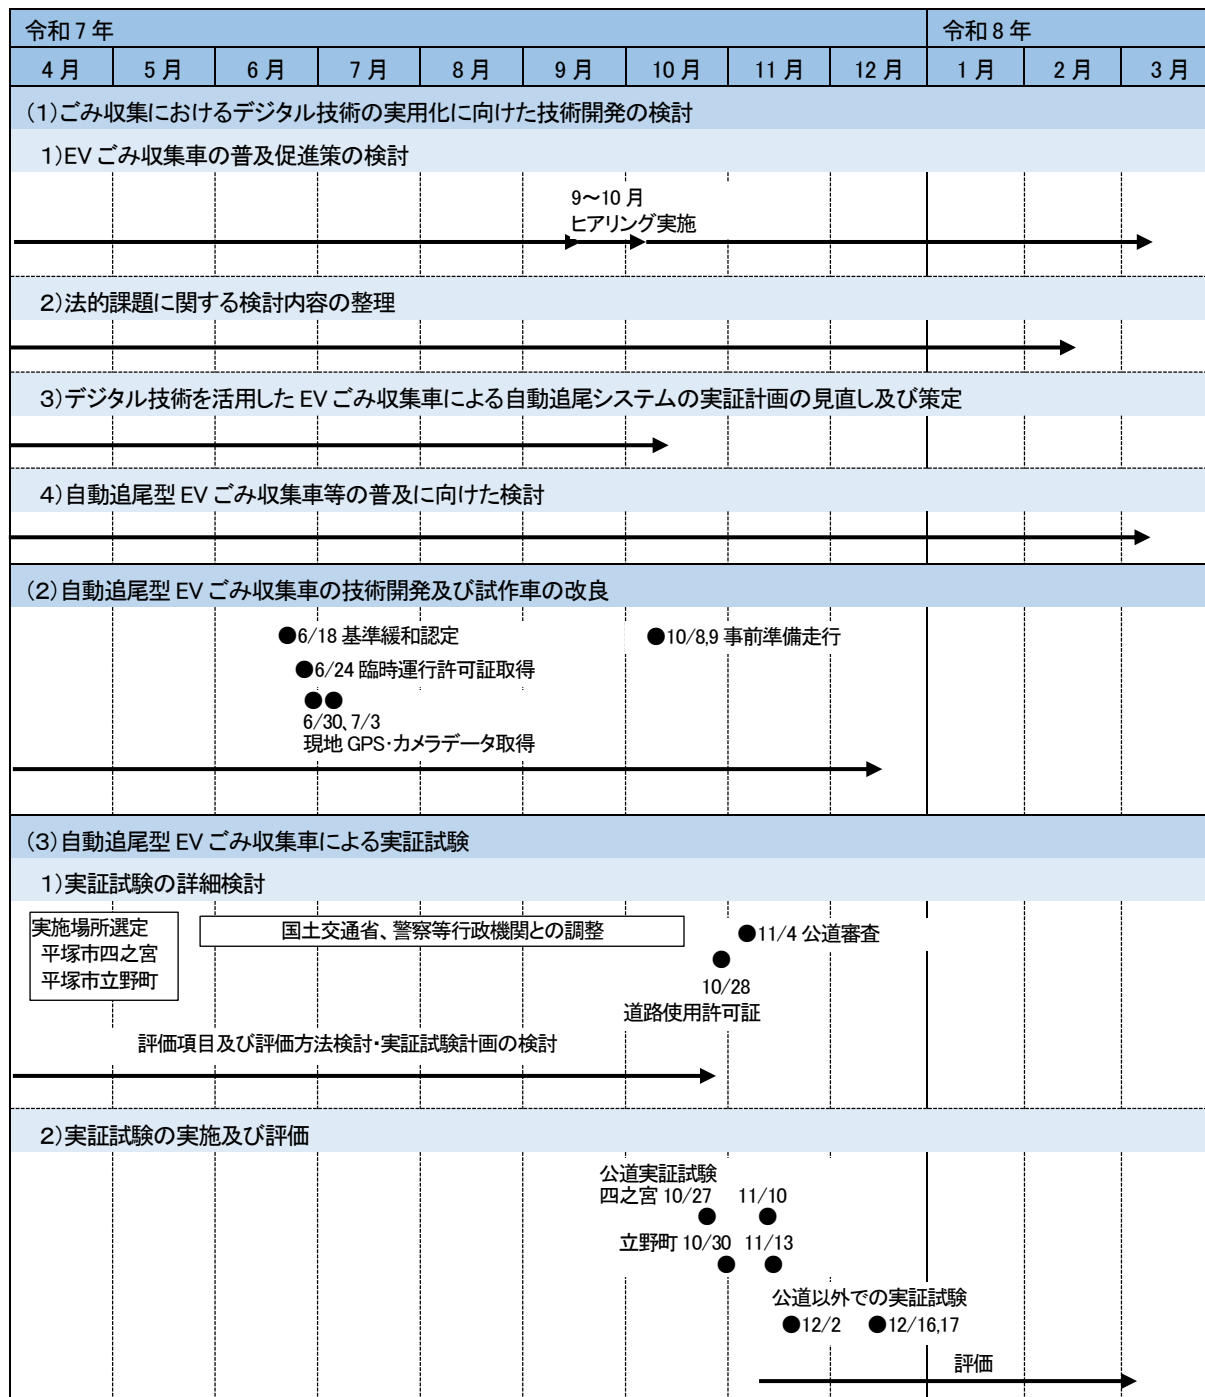 令和7年
令和8年
4月 5月 6月 7月 8月 9月 10月 11月 12月 1月 2月 3月
(1)ごみ収集におけるデジタル技術の実用化に向けた技術開発の検討
1)EVごみ収集車の普及促進策の検討
9～10月
ヒアリング実施
2)法的課題に関する検討内容の整理
3)デジタル技術を活用したEVごみ収集車による自動追尾システムの実証計画の見直し及び策定
4)自動追尾型EVごみ収集車等の普及に向けた検討
(2)自動追尾型EVごみ収集車の技術開発及び試作車の改良
●6/18 基準緩和認定
●10/8,9 事前準備走行
●6/24 臨時運行許可証取得
●●
6/30、7/3
現地GPS・カメラデータ取得
(3)自動追尾型EVごみ収集車による実証試験
1)実証試験の詳細検討
実施場所選定
平塚市四之宮
平塚市立野町
国土交通省、警察等行政機関との調整
●11/4 公道審査
●
10/28
道路使用許可証
評価項目及び評価方法検討・実証試験計画の検討
2)実証試験の実施及び評価
公道実証試験
四之宮 10/27 11/10
● ●
立野町 10/30 11/13
● ●
公道以外での実証試験
●12/2 ●12/16,17
評価